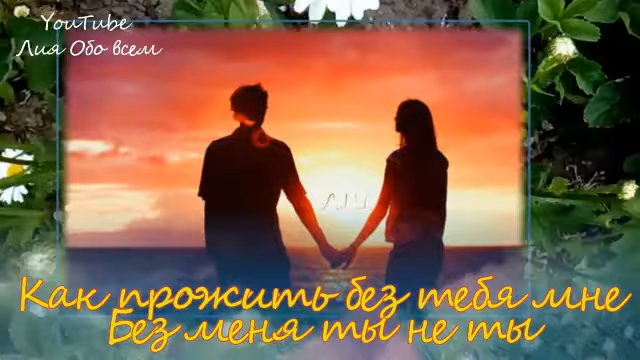 YouTube
Лия Обо всем
Как прожить без тебя мне
Без меня ты не ты